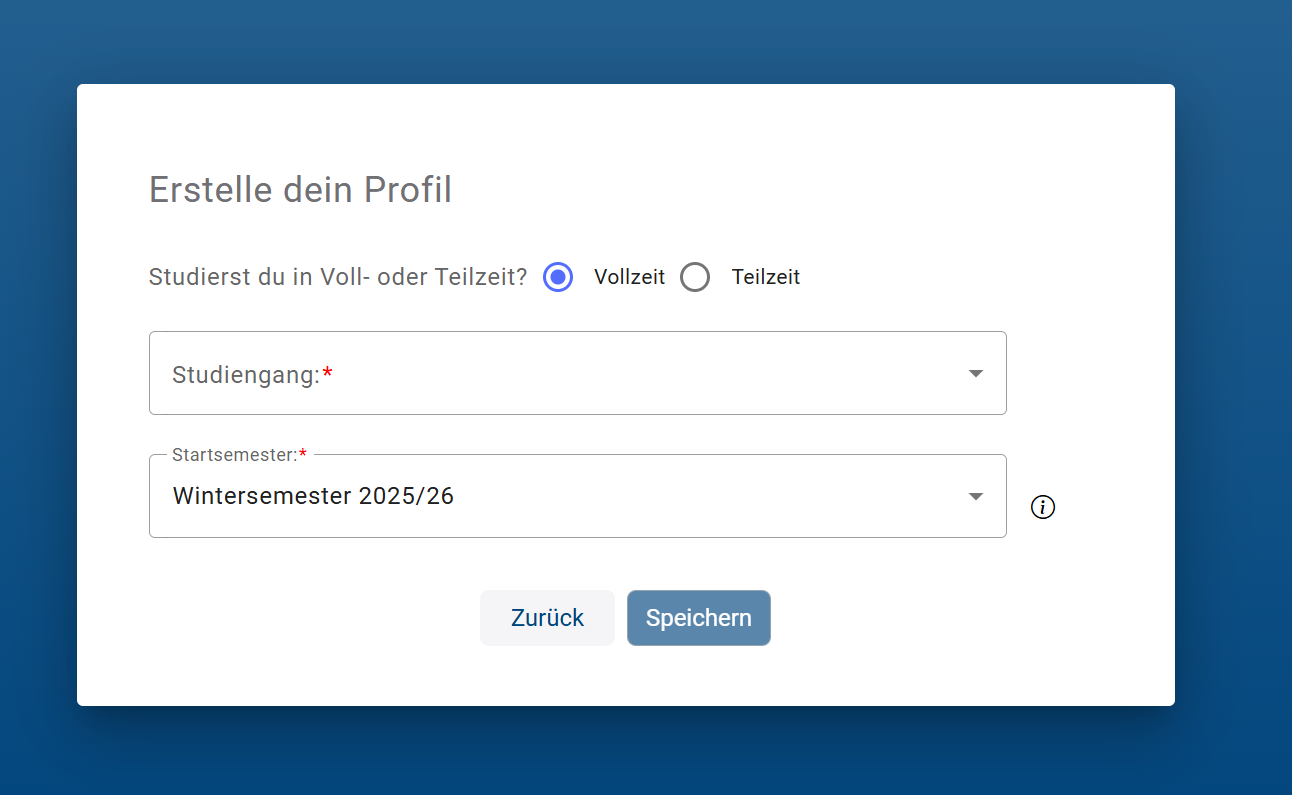 Erstelle dein Profil
Studierst du in Voll- oder Teilzeit? Vollzeit Teilzeit
Studiengang:*
Startsemester:*
Wintersemester 2025/26
i
Zurück Speichern